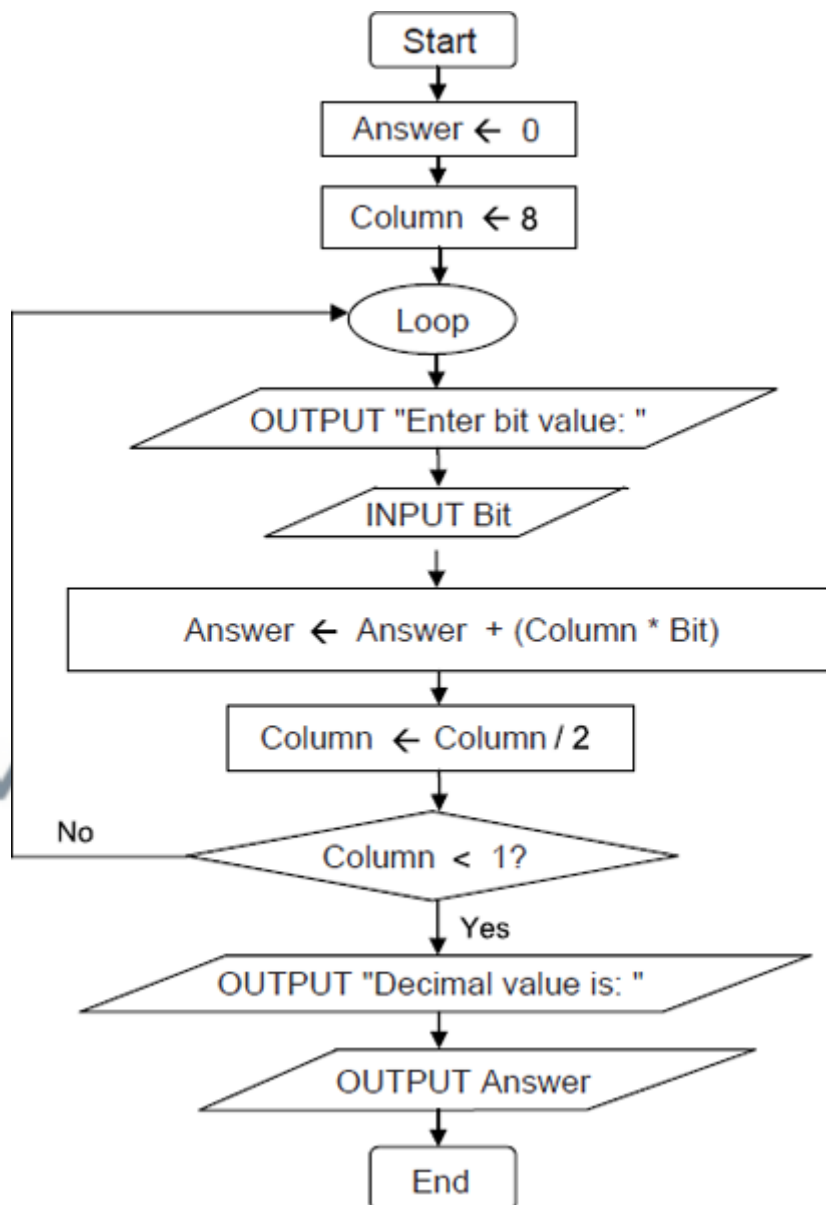 Start
Answer ← 0
Column ← 8
Loop
OUTPUT "Enter bit value: "
INPUT Bit
Answer ← Answer + (Column * Bit)
Column ← Column / 2
No
Column < 1?
Yes
OUTPUT "Decimal value is: "
OUTPUT Answer
End